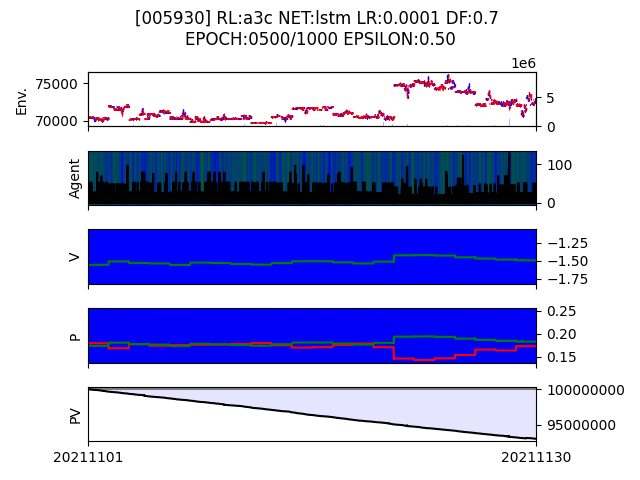 [005930] RL:a3c NET:lstm LR:0.0001 DF:0.7
EPOCH:0500/1000 EPSILON:0.50
1e6
Env.
75000
70000
5
0
Agent
100
0
V
−1.25
−1.50
−1.75
P
0.25
0.20
0.15
PV
100000000
95000000
20211101
20211130